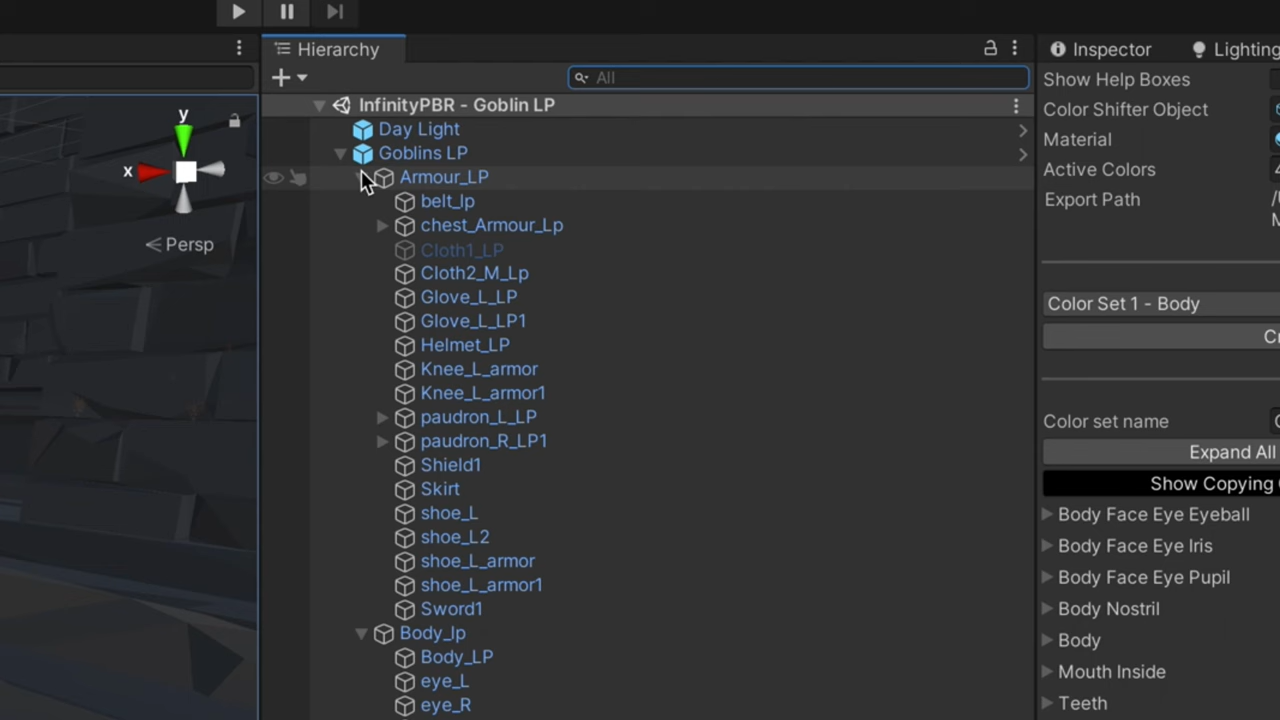 Hierarchy
All
InfinityPBR - Goblin LP
Day Light
Goblins LP
Armour_LP
belt_lp
chest_Armour_Lp
Cloth1_LP
Cloth2_M_Lp
Glove_L_LP
Glove_L_LP1
Helmet_LP
Knee_L_armor
Knee_L_armor1
paudron_L_LP
paudron_R_LP1
Shield1
Skirt
shoe_L
shoe_L2
shoe_L_armor
shoe_L_armor1
Sword1
Body_lp
Body_LP
eye_L
eye_R
y
x
Persp
Inspector
Lighting
Show Help Boxes
Color Shifter Object
Material
Active Colors
Export Path
Color Set 1 - Body
Color set name
Expand All
Show Copying
Body Face Eye Eyeball
Body Face Eye Iris
Body Face Eye Pupil
Body Nostril
Body
Mouth Inside
Teeth